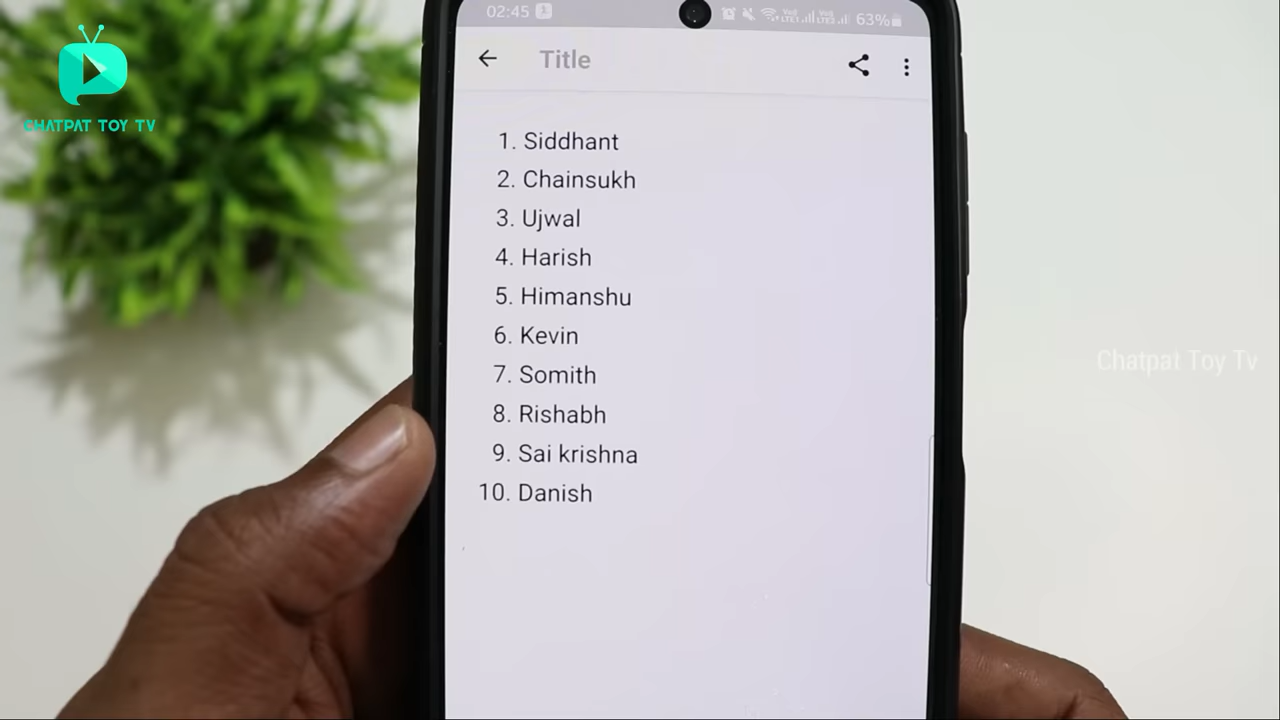 02:45
63%
Title
CHATPAT TOY TV
1. Siddhant
2. Chainsukh
3. Ujwal
4. Harish
5. Himanshu
6. Kevin
7. Somith
8. Rishabh
9. Sai krishna
10. Danish
Chatpat Toy Tv